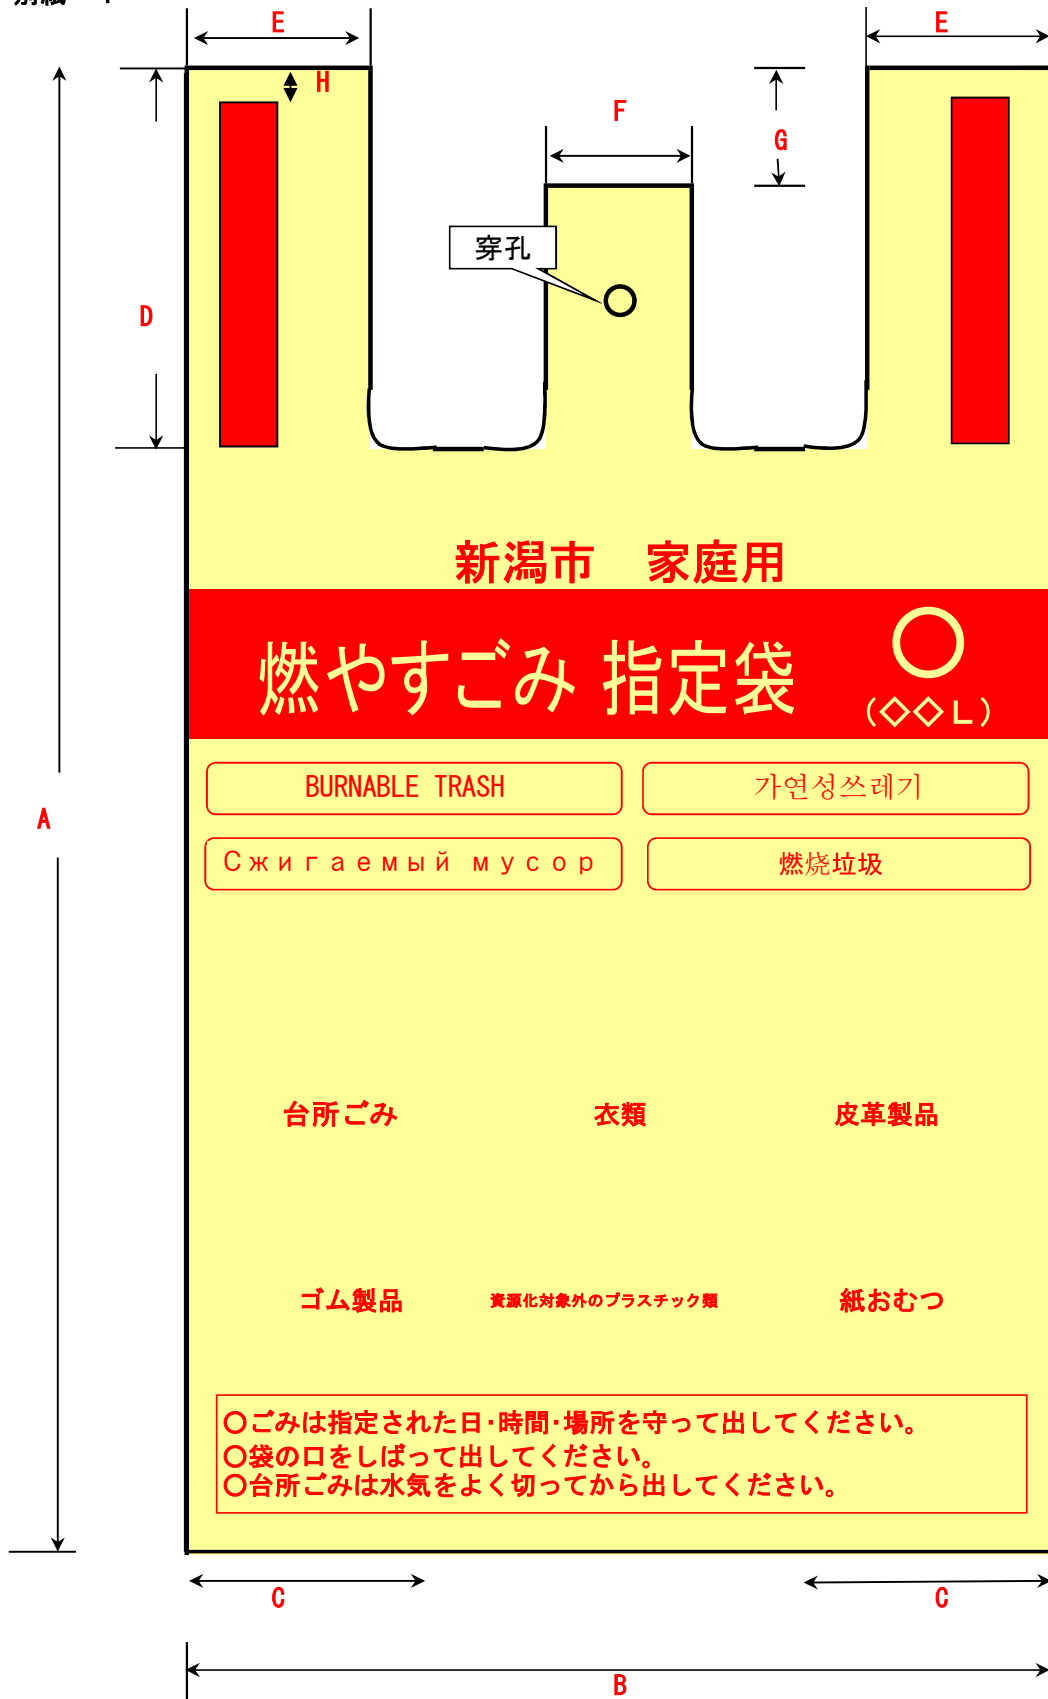 E E
H
F
G
穿孔
D
新潟市　家庭用
燃やすごみ 指定袋 ○
(◇◇L)
BURNABLE TRASH 가연성쓰레기
A
Сжигаемый мусор 燃烧垃圾
台所ごみ 衣類 皮革製品
ゴム製品 資源化対象外のプラスチック類 紙おむつ
○ごみは指定された日・時間・場所を守って出してください。
○袋の口をしばって出してください。
○台所ごみは水気をよく切ってから出してください。
C C
B